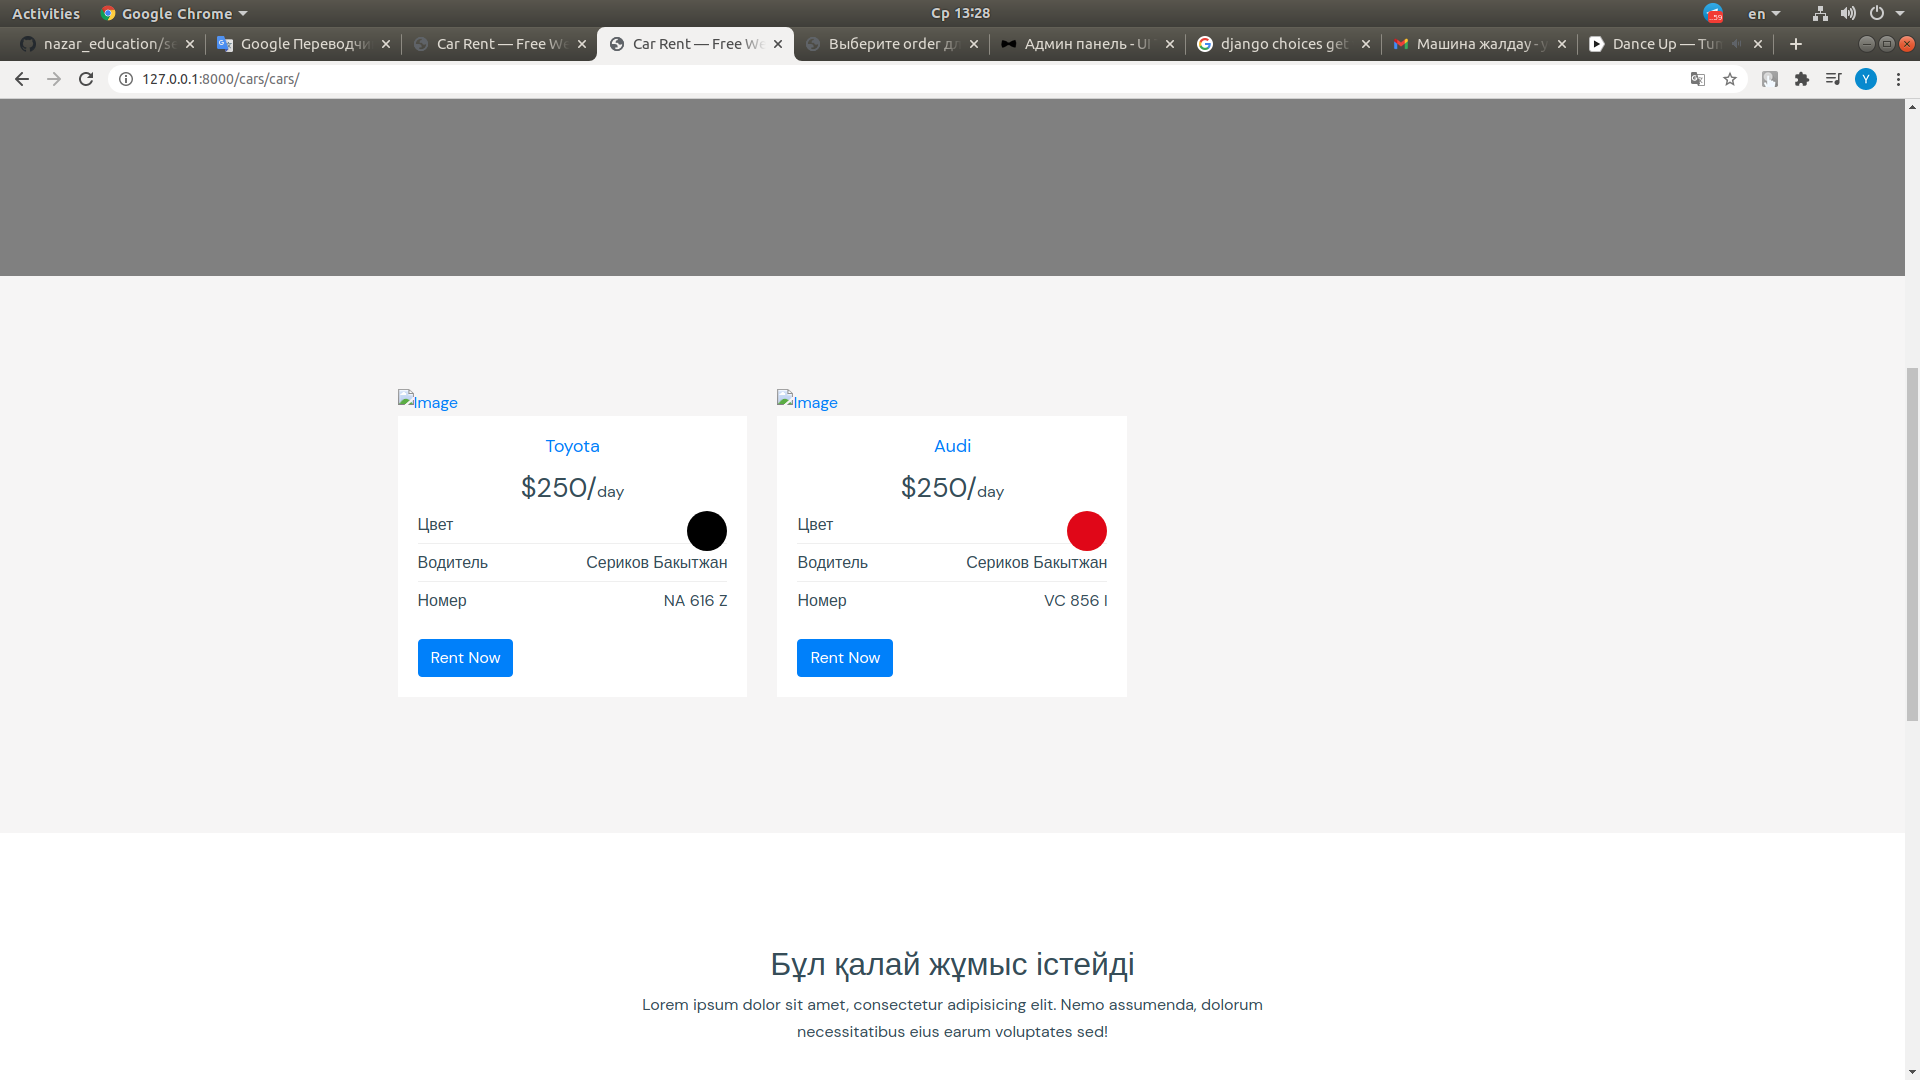 Activities
Google Chrome
Ср 13:28
59
en
nazar_education/se
Google Переводчи
Car Rent — Free We
Car Rent — Free We
Выберите order дл
Админ панель - UI
django choices get
Машина жалдау - y
Dance Up — Tun
127.0.0.1:8000/cars/cars/
Y
Image
Toyota
$250/day
Цвет
Водитель Сериков Бакытжан
Номер NA 616 Z
Rent Now
Image
Audi
$250/day
Цвет
Водитель Сериков Бакытжан
Номер VC 856 I
Rent Now
Бұл қалай жұмыс істейді
Lorem ipsum dolor sit amet, consectetur adipisicing elit. Nemo assumenda, dolorum
necessitatibus eius earum voluptates sed!